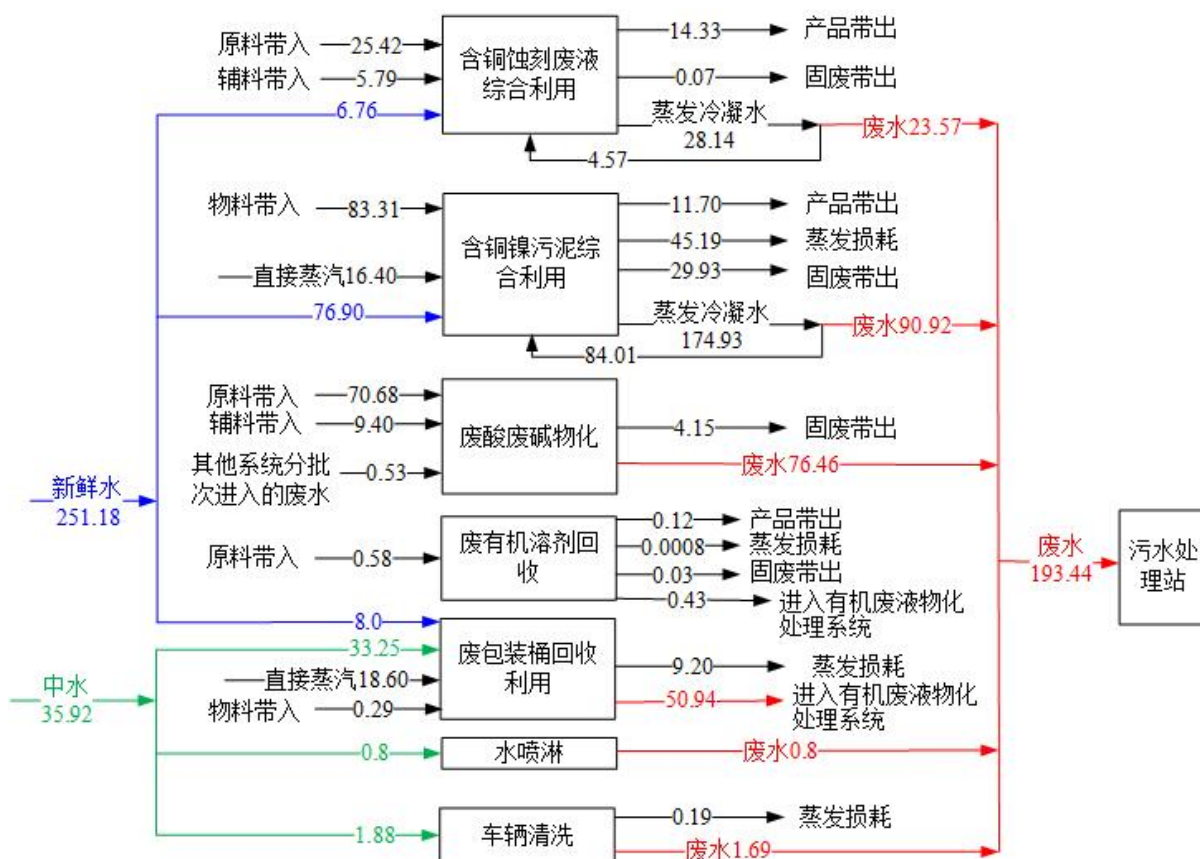 原料带入
25.42
辅料带入
5.79
6.76
含铜蚀刻废液
综合利用
14.33
产品带出
0.07
固废带出
蒸发冷凝水
28.14
4.57
废水23.57
物料带入
83.31
直接蒸汽16.40
76.90
含铜镍污泥综
合利用
11.70
产品带出
45.19
蒸发损耗
29.93
固废带出
蒸发冷凝水
174.93
84.01
废水90.92
原料带入
70.68
辅料带入
9.40
其他系统分批
次进入的废水
0.53
废酸废碱物化
4.15
固废带出
废水76.46
新鲜水
251.18
原料带入
0.58
废有机溶剂回
收
0.12
产品带出
0.0008
蒸发损耗
0.03
固废带出
0.43
进入有机废液物化
处理系统
废水
193.44
污水处
理站
8.0
33.25
直接蒸汽18.60
物料带入
0.29
废包装桶回收
利用
9.20
蒸发损耗
50.94
进入有机废液物化
处理系统
中水
35.92
0.8
水喷淋
废水0.8
1.88
车辆清洗
0.19
蒸发损耗
废水1.69